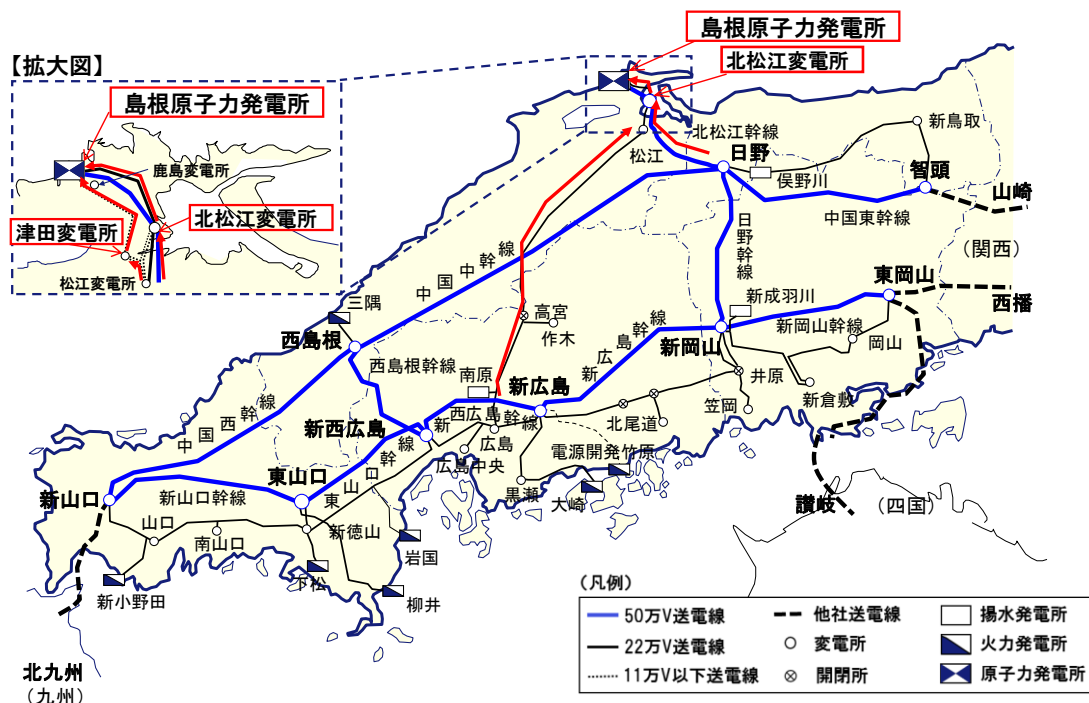 島根原子力発電所
北松江変電所
【拡大図】
島根原子力発電所
鹿島変電所
北松江変電所
津田変電所
松江変電所
松江
北松江幹線
日野
俣野川
新鳥取
智頭
山崎
中国東幹線
(関西)
中国中幹線
日野幹線
東岡山
西播
三隅
高宮
作木
新成羽川
新岡山幹線
岡山
西島根
西島根幹線
南原
新広島
新広島幹線
新岡山
井原
新倉敷
笠岡
中国西幹線
新西広島
新西広島幹線
広島
北尾道
広島中央
電源開発竹原
東山口
東山口幹線
黒瀬
大崎
新山口
新山口幹線
山口
南山口
新徳山
岩国
讃岐
(四国)
新小野田
下松
柳井
北九州
(九州)
(凡例)
50万V送電線
他社送電線
揚水発電所
22万V送電線
変電所
火力発電所
11万V以下送電線
開閉所
原子力発電所